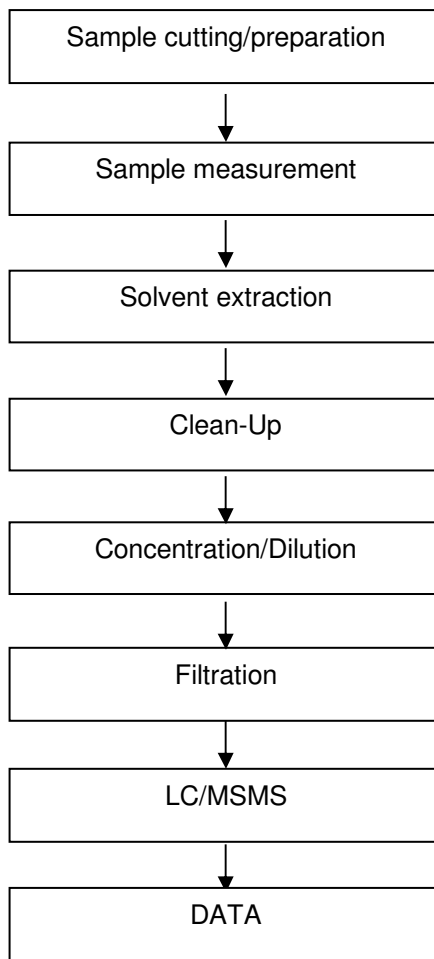 Sample cutting/preparation
Sample measurement
Solvent extraction
Clean-Up
Concentration/Dilution
Filtration
LC/MSMS
DATA